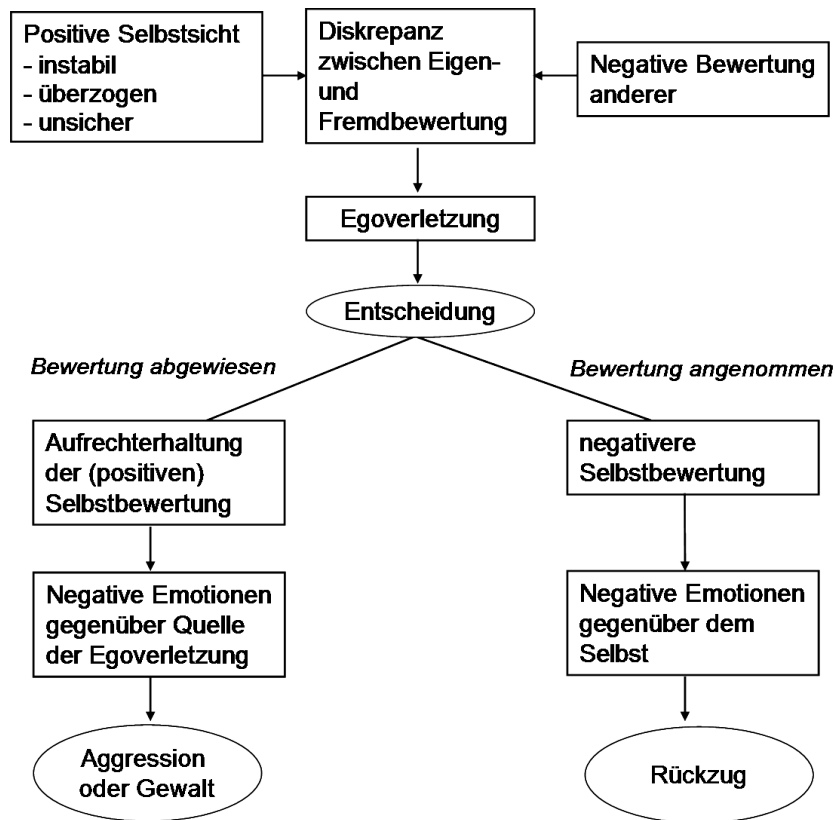 Positive Selbstsicht
- instabil
- überzogen
- unsicher
Diskrepanz
zwischen Eigen-
und
Fremdbewertung
Negative Bewertung
anderer
Egoverletzung
Entscheidung
Bewertung abgewiesen
Bewertung angenommen
Aufrechterhaltung
der (positiven)
Selbstbewertung
negativere
Selbstbewertung
Negative Emotionen
gegenüber Quelle
der Egoverletzung
Negative Emotionen
gegenüber dem
Selbst
Aggression
oder Gewalt
Rückzug